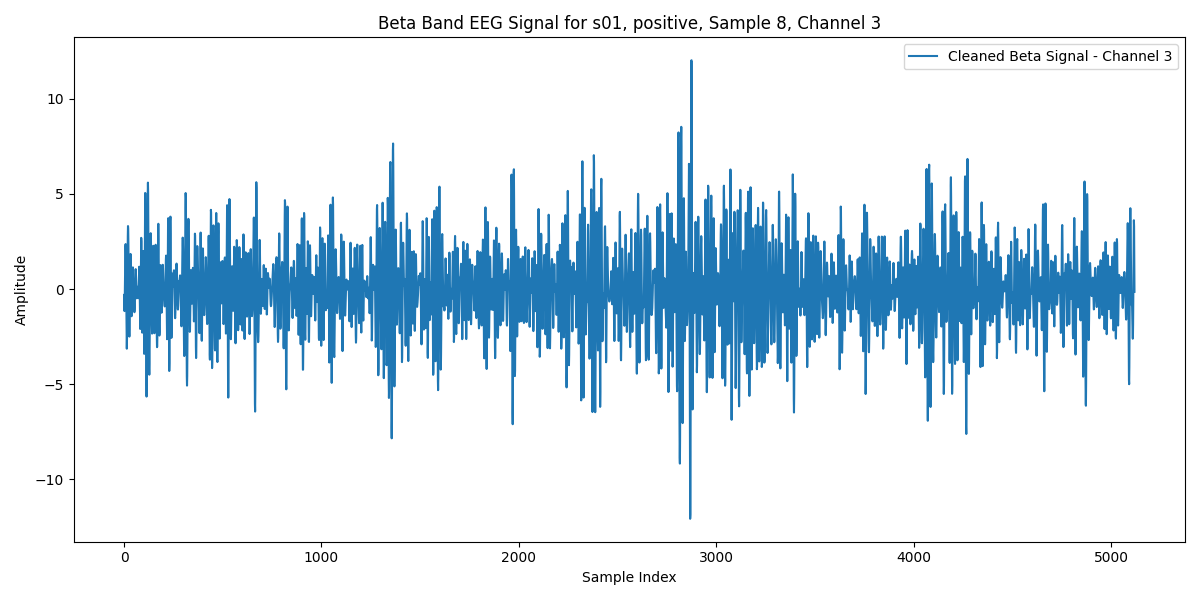 Beta Band EEG Signal for s01, positive, Sample 8, Channel 3
Cleaned Beta Signal - Channel 3
Amplitude
10
5
0
−5
−10
0 1000 2000 3000 4000 5000
Sample Index